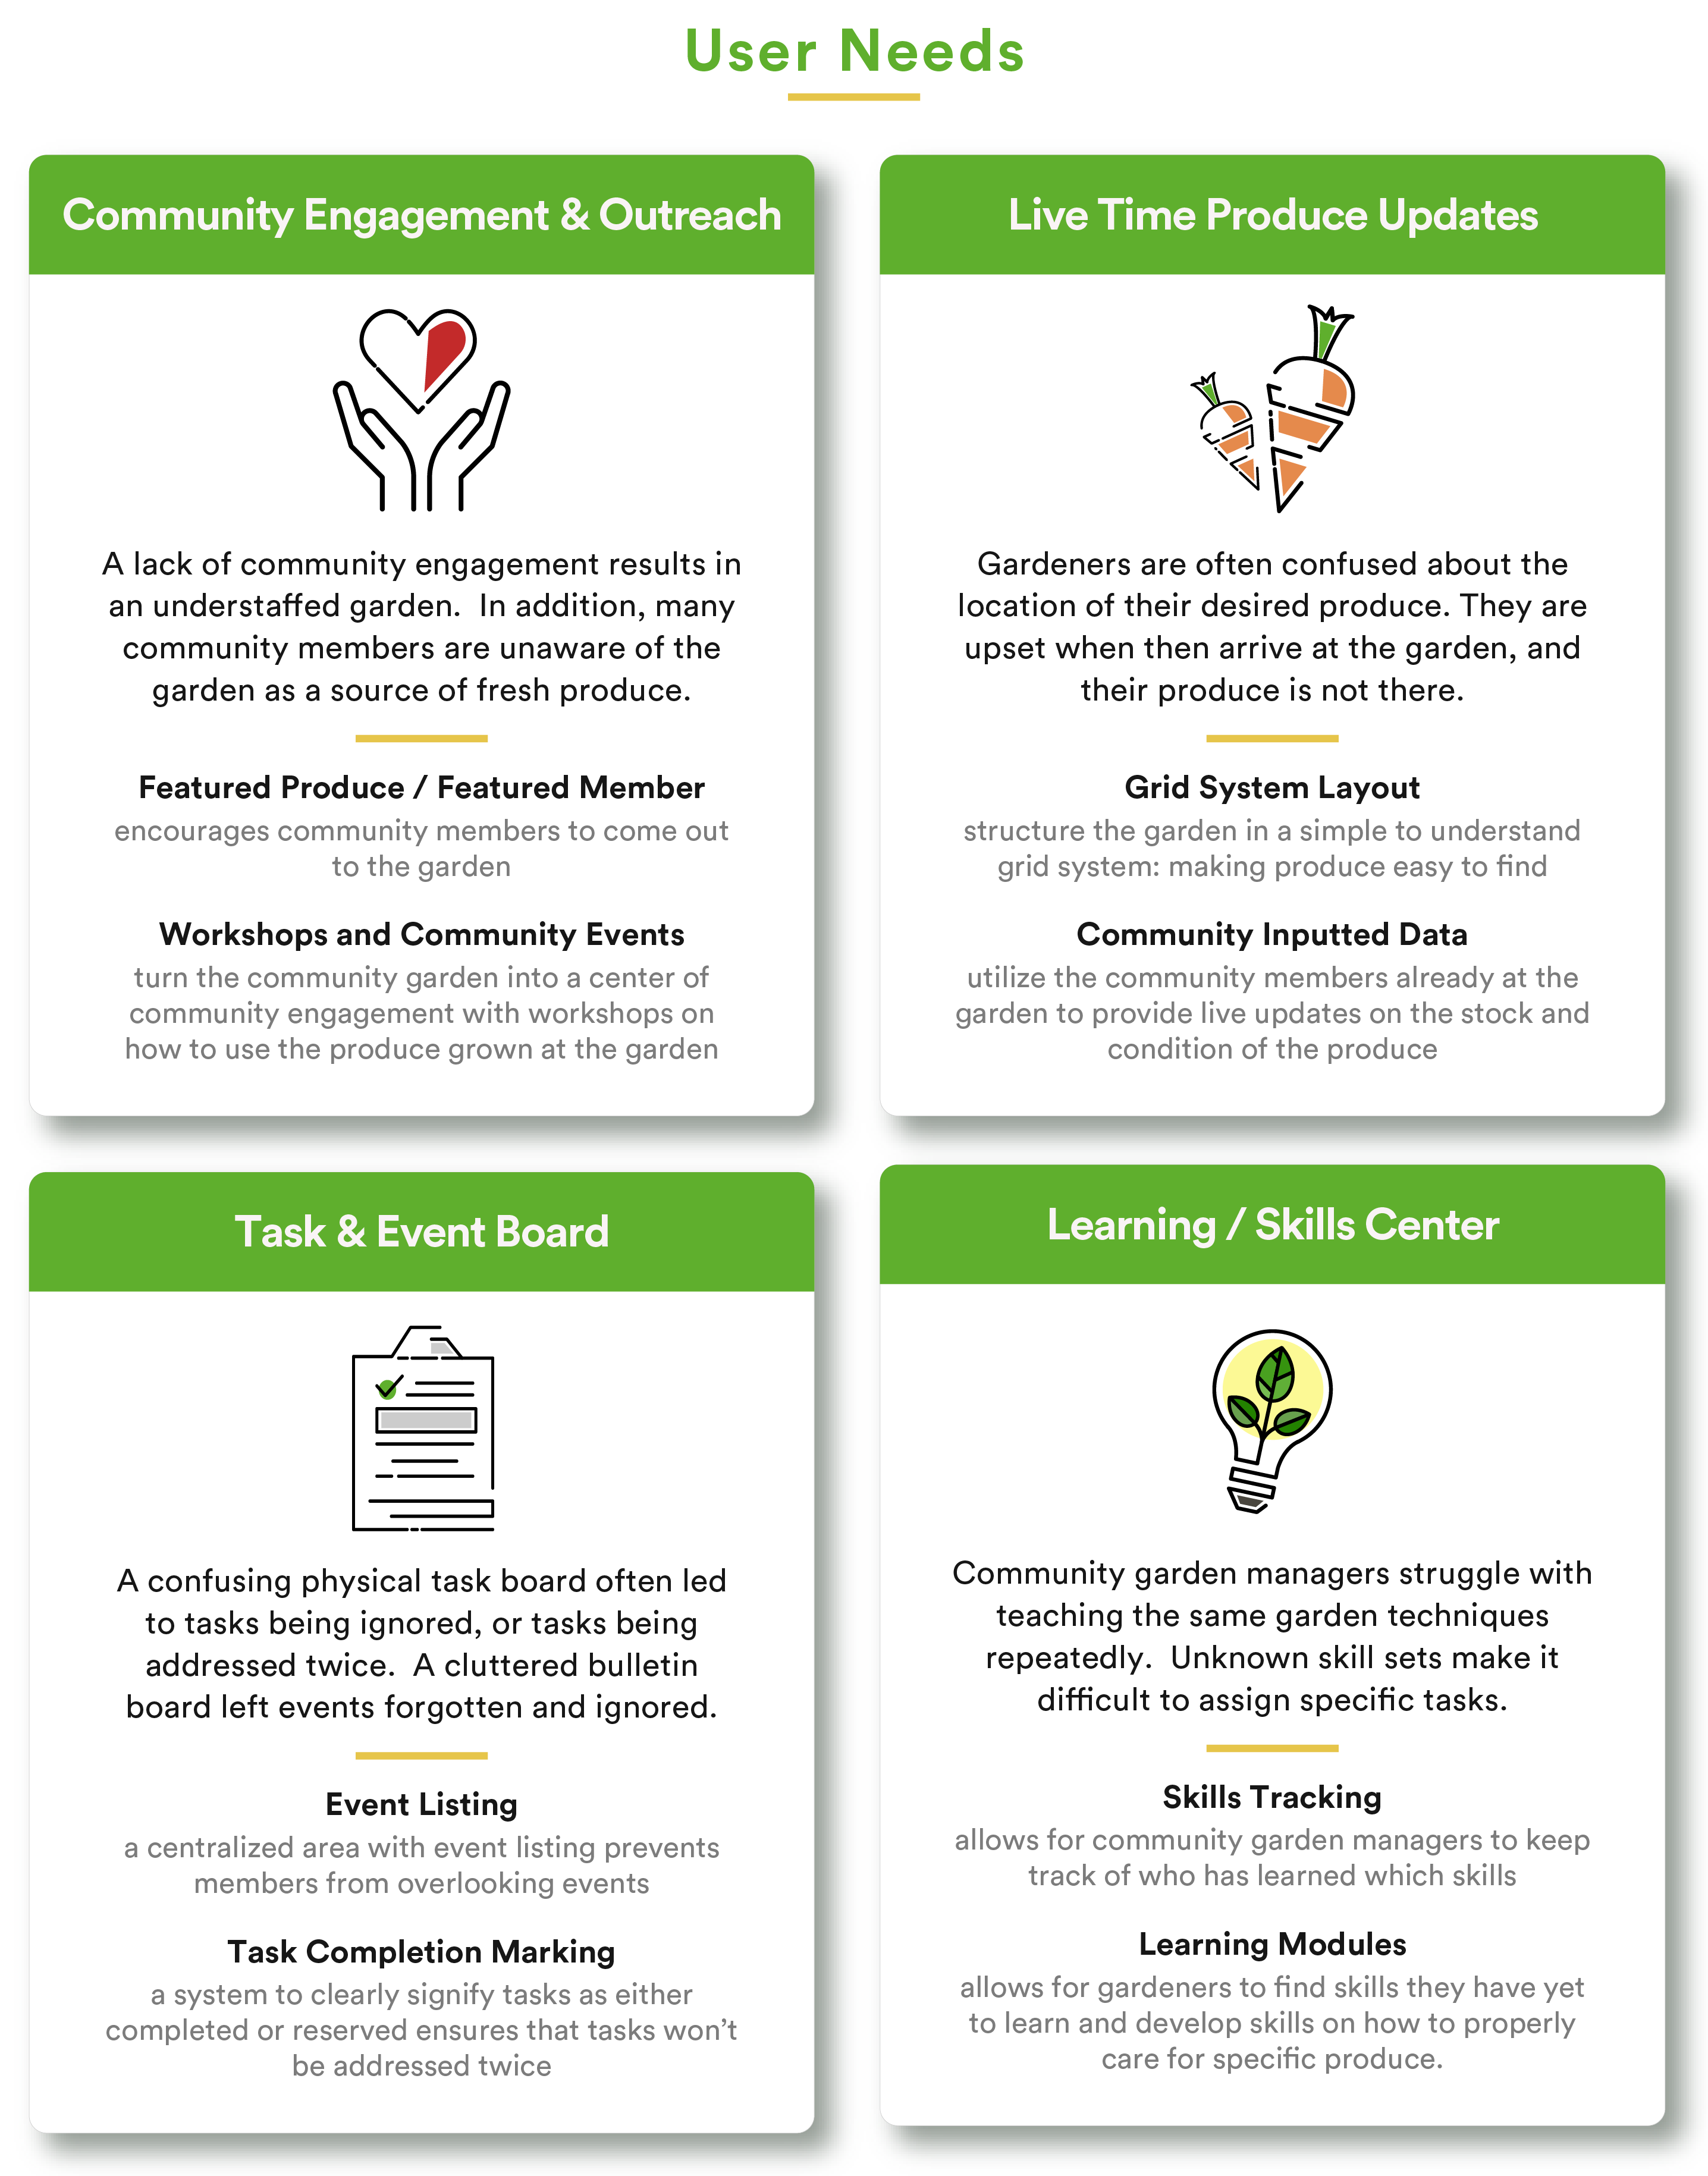 User Needs
Community Engagement & Outreach
A lack of community engagement results in
an understaffed garden.  In addition, many
community members are unaware of the
garden as a source of fresh produce.
Featured Produce / Featured Member
encourages community members to come out
to the garden
Workshops and Community Events
turn the community garden into a center of
community engagement with workshops on
how to use the produce grown at the garden
Live Time Produce Updates
Gardeners are often confused about the
location of their desired produce. They are
upset when then arrive at the garden, and
their produce is not there.
Grid System Layout
structure the garden in a simple to understand
grid system: making produce easy to find
Community Inputted Data
utilize the community members already at the
garden to provide live updates on the stock and
condition of the produce
Task & Event Board
A confusing physical task board often led
to tasks being ignored, or tasks being
addressed twice.  A cluttered bulletin
board left events forgotten and ignored.
Event Listing
a centralized area with event listing prevents
members from overlooking events
Task Completion Marking
a system to clearly signify tasks as either
completed or reserved ensures that tasks won’t
be addressed twice
Learning / Skills Center
Community garden managers struggle with
teaching the same garden techniques
repeatedly.  Unknown skill sets make it
difficult to assign specific tasks.
Skills Tracking
allows for community garden managers to keep
track of who has learned which skills
Learning Modules
allows for gardeners to find skills they have yet
to learn and develop skills on how to properly
care for specific produce.